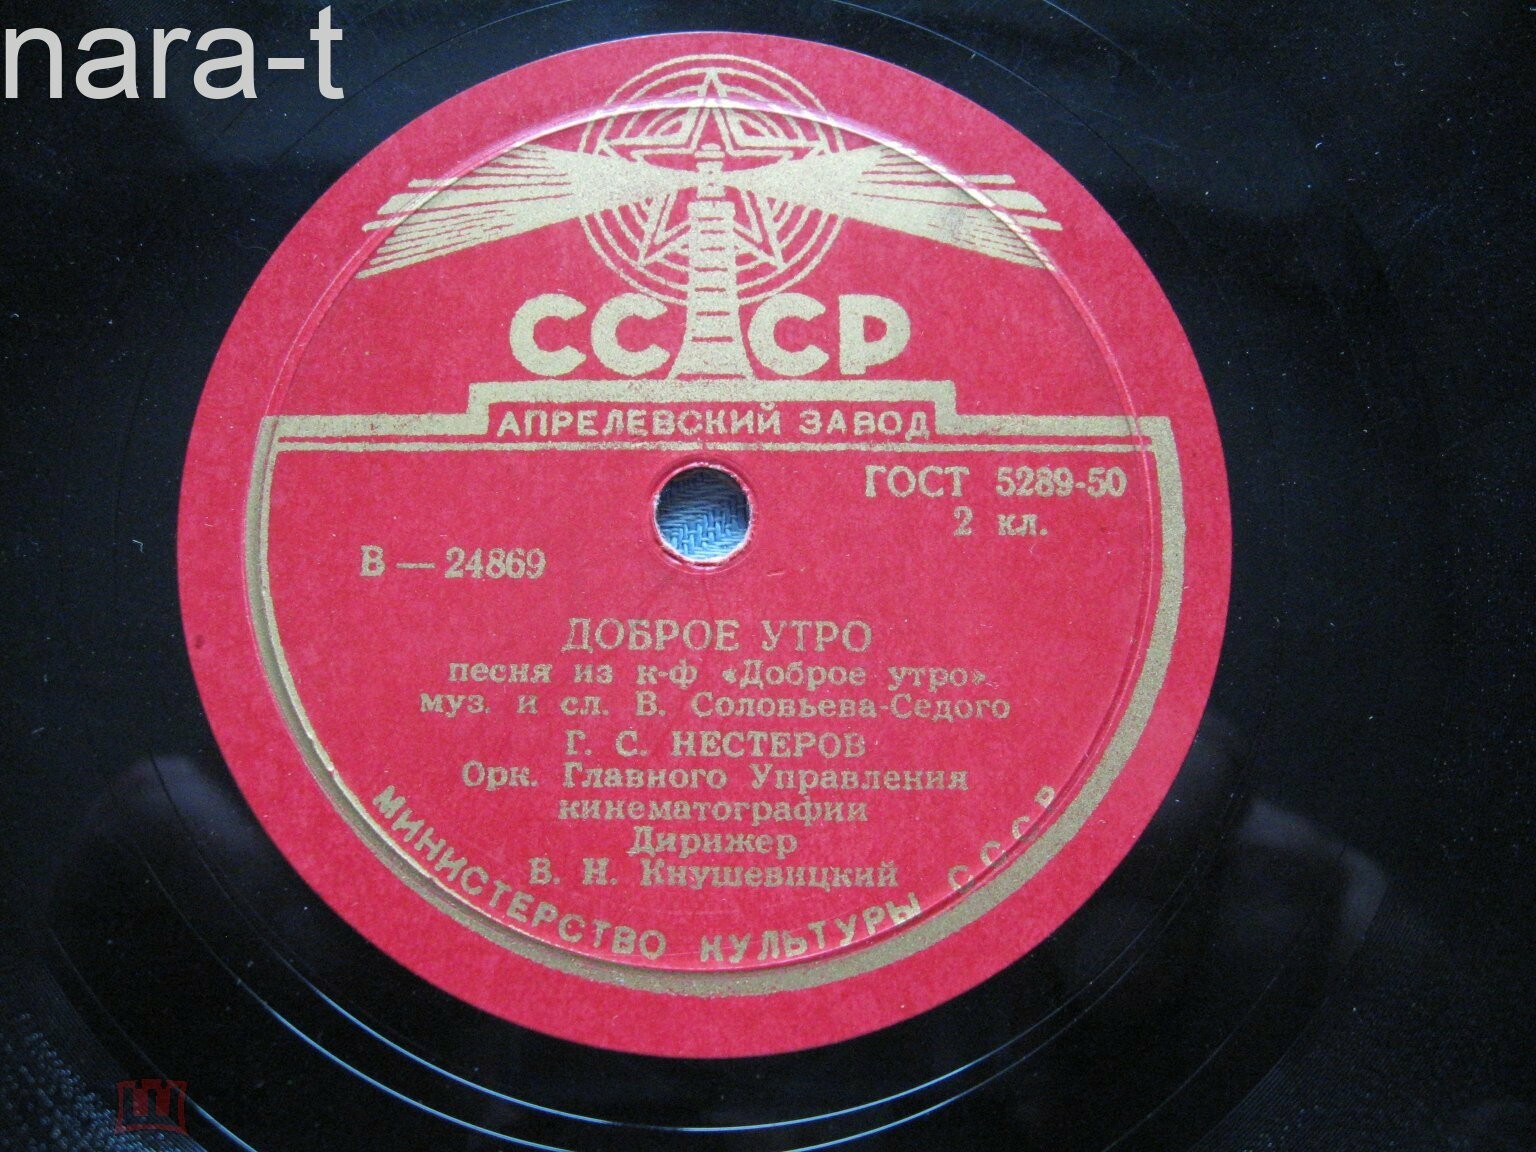 nara-t
СССР
АПРЕЛЕВСКИЙ ЗАВОД
ГОСТ 5289-50
2 кл.
В — 24869
ДОБРОЕ УТРО
песня из к-ф «Доброе утро».
муз. и сл. В. Соловьева-Седого
Г. С. НЕСТЕРОВ
Орк. Главного Управления
кинематографии
Дирижер
В. Н. Кнушевицкий
МИНИСТЕРСТВО КУЛЬТУРЫ СССР